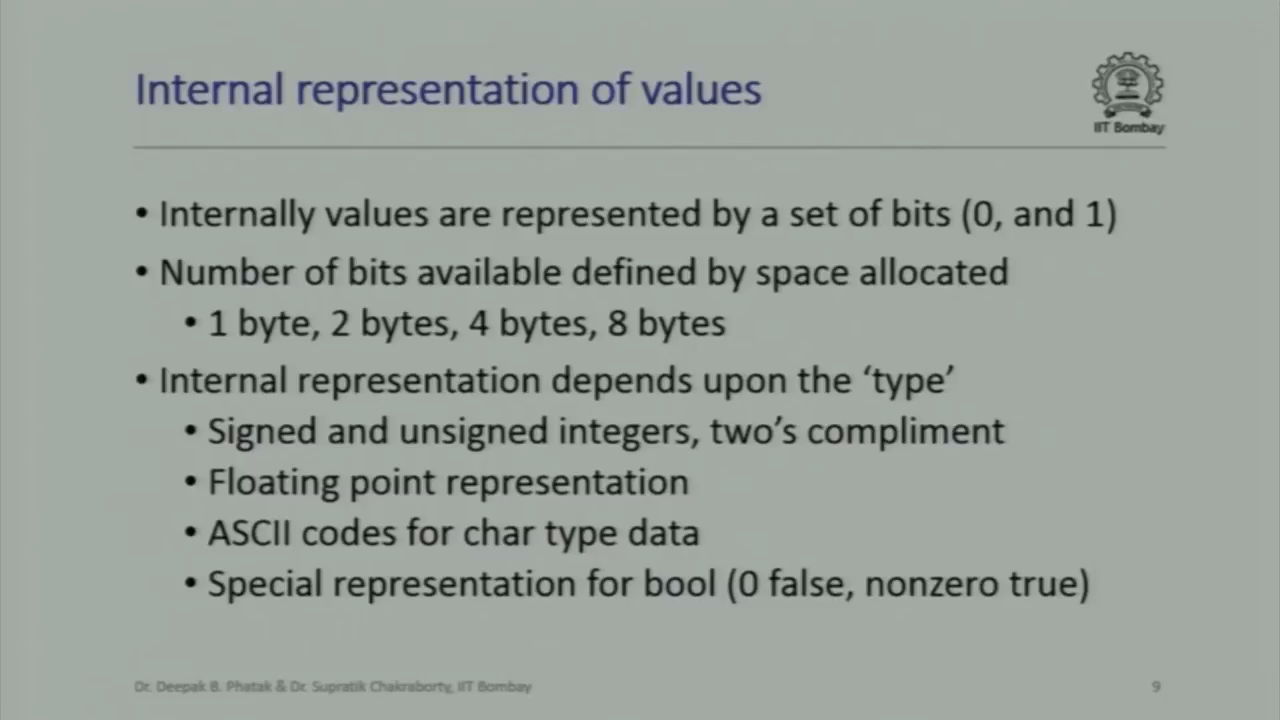 Internal representation of values
IIT Bombay
• Internally values are represented by a set of bits (0, and 1)
• Number of bits available defined by space allocated
• 1 byte, 2 bytes, 4 bytes, 8 bytes
• Internal representation depends upon the ‘type’
• Signed and unsigned integers, two’s compliment
• Floating point representation
• ASCII codes for char type data
• Special representation for bool (0 false, nonzero true)
Dr. Deepak B. Phatak & Dr. Supratik Chakraborty, IIT Bombay
9